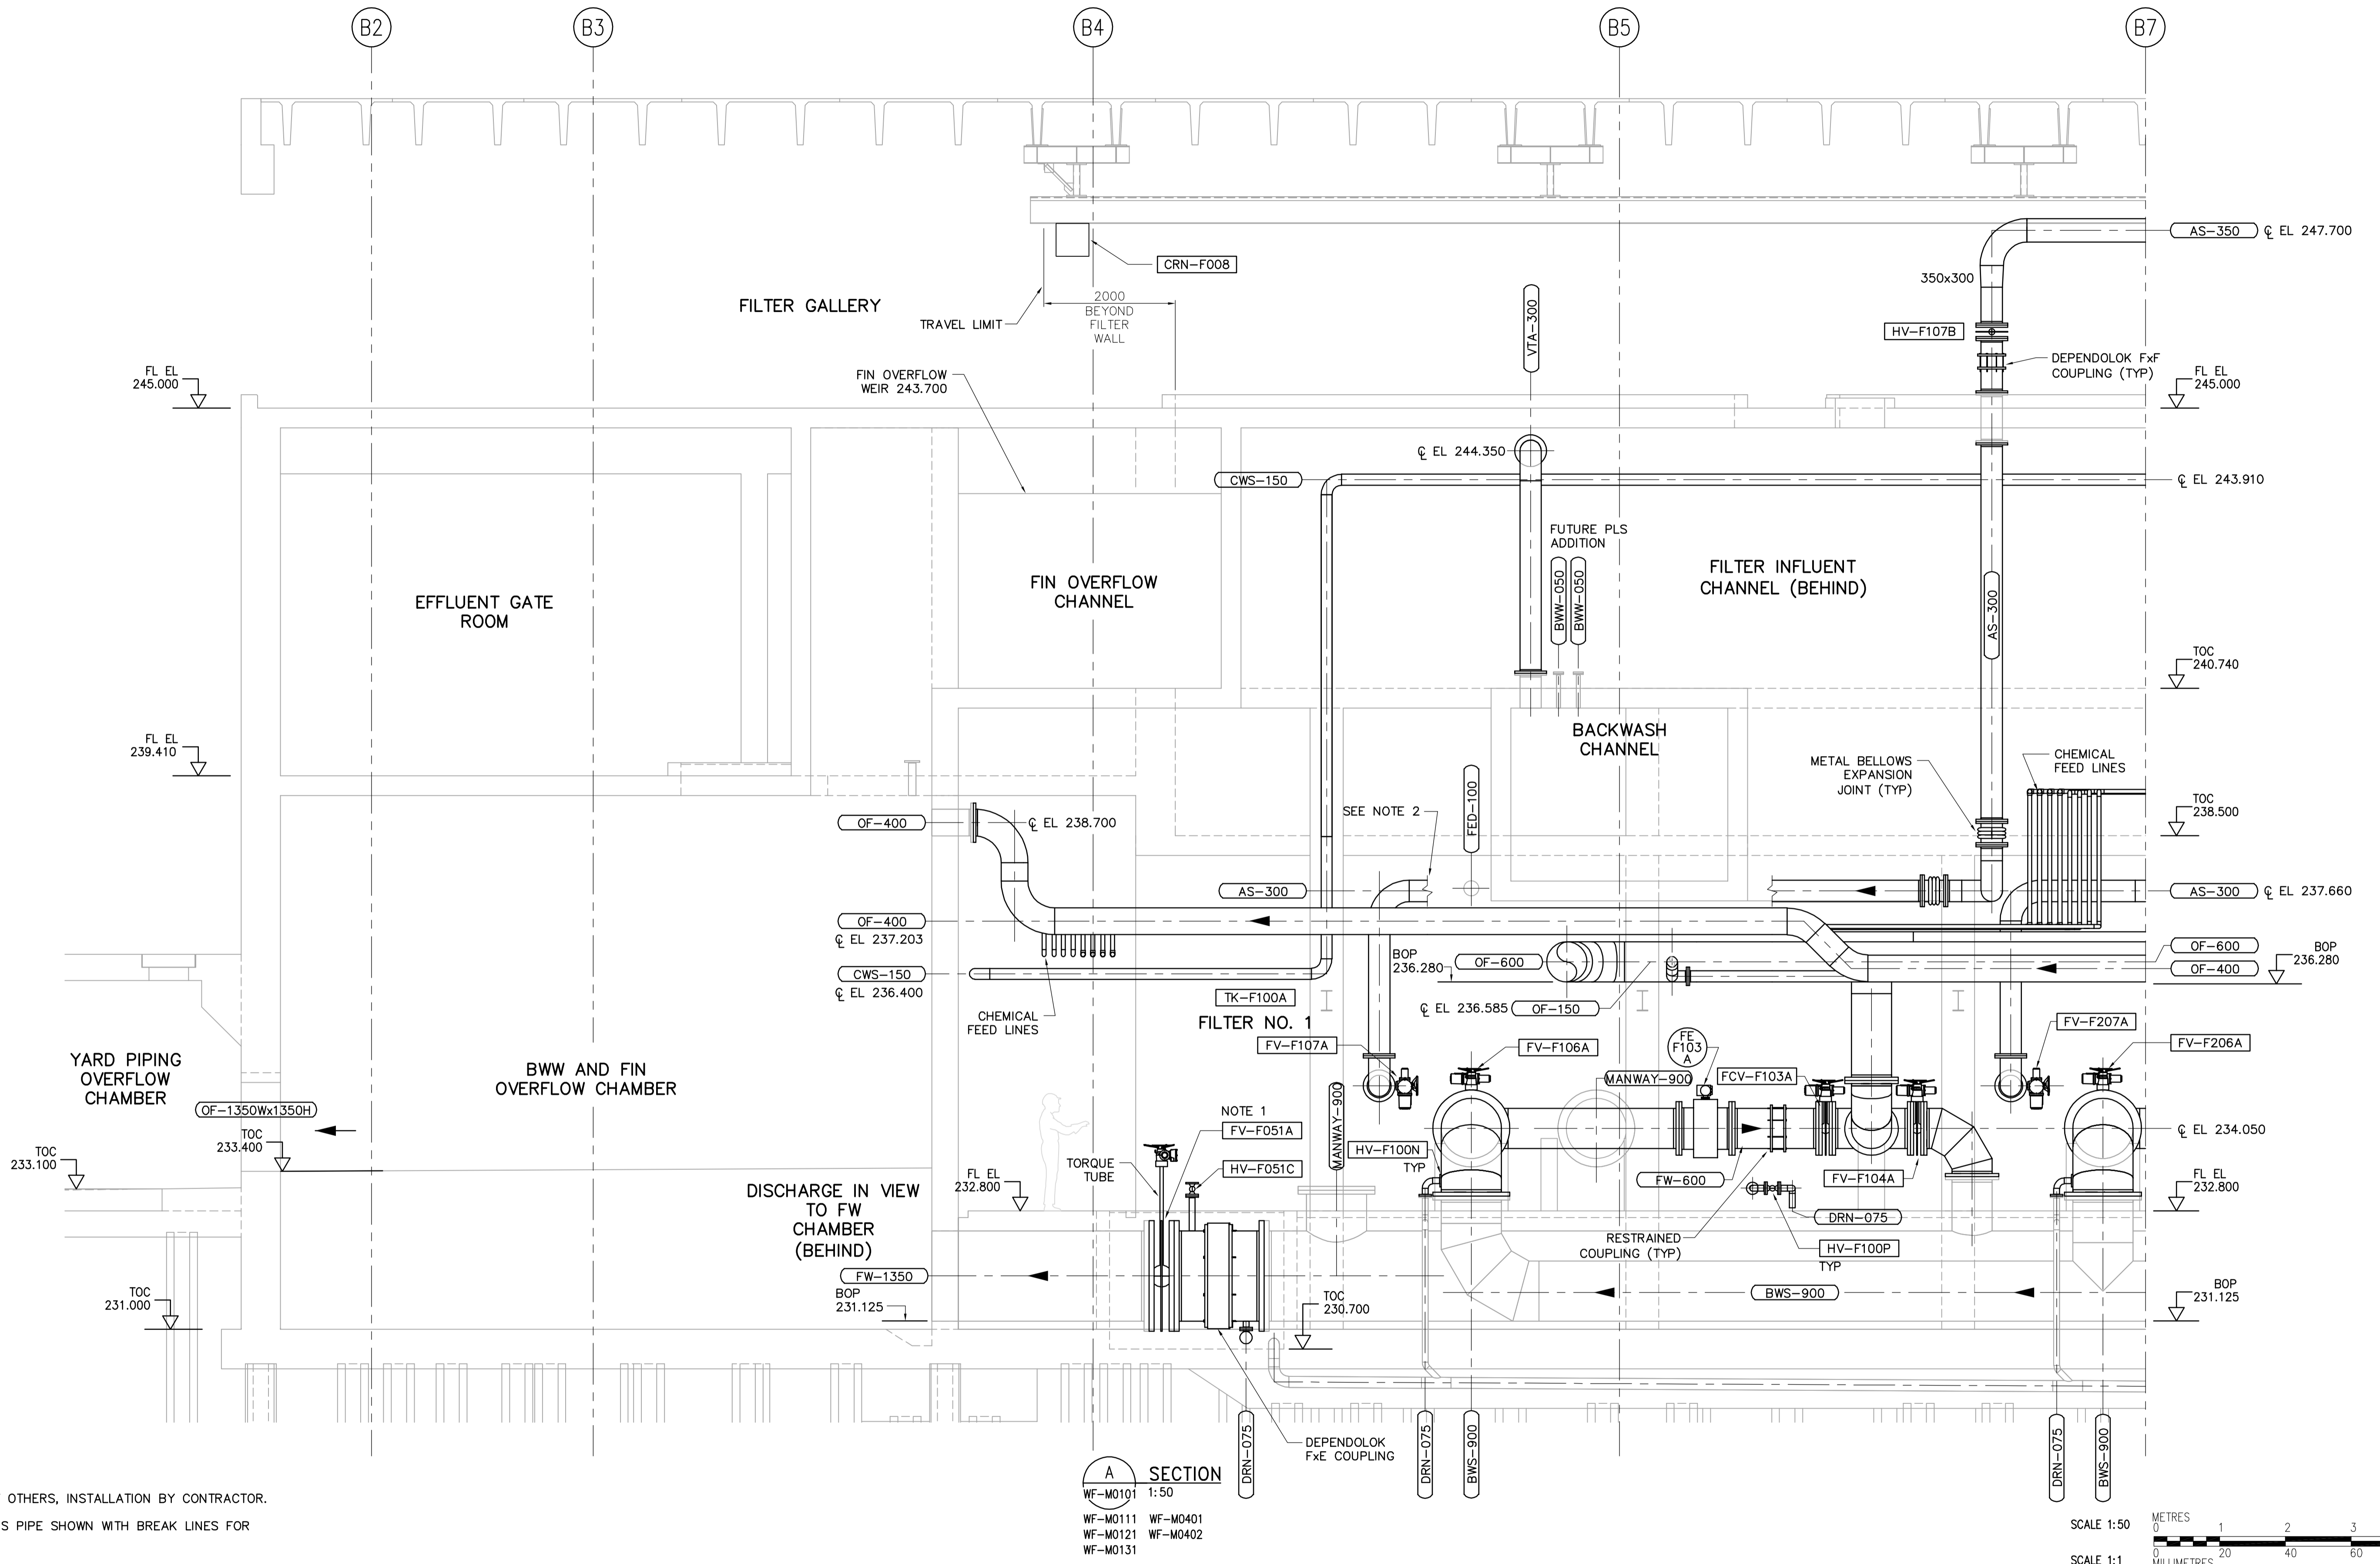 B2
B3
B4
B5
B7
AS-350
℄ EL 247.700
CRN-F008
350x300
FILTER GALLERY
2000
BEYOND
FILTER
WALL
TRAVEL LIMIT
VTA-300
HV-F107B
DEPENDOLOK FxF
COUPLING (TYP)
FL EL
245.000
FIN OVERFLOW
WEIR 243.700
FL EL
245.000
℄ EL 244.350
CWS-150
℄ EL 243.910
FUTURE PLS
ADDITION
BWW-050
BWW-050
FILTER INFLUENT
CHANNEL (BEHIND)
EFFLUENT GATE
ROOM
FIN OVERFLOW
CHANNEL
AS-300
TOC
240.740
BACKWASH
CHANNEL
FL EL
239.410
METAL BELLOWS
EXPANSION
JOINT (TYP)
CHEMICAL
FEED LINES
SEE NOTE 2
FED-100
TOC
238.500
OF-400
℄ EL 238.700
AS-300
AS-300
℄ EL 237.660
OF-400
℄ EL 237.203
CWS-150
℄ EL 236.400
BOP
236.280
OF-600
OF-600
OF-400
BOP
236.280
TK-F100A
℄ EL 236.585
OF-150
CHEMICAL
FEED LINES
FILTER NO. 1
FV-F107A
FV-F106A
FE
F103
A
FV-F207A
FV-F206A
YARD PIPING
OVERFLOW
CHAMBER
BWW AND FIN
OVERFLOW CHAMBER
MANWAY-900
MANWAY-900
FCV-F103A
OF-1350Wx1350H
NOTE 1
FV-F051A
TOC
233.400
℄ EL 234.050
TOC
233.100
HV-F100N
TYP
TORQUE
TUBE
HV-F051C
FL EL
232.800
FW-600
FV-F104A
FL EL
232.800
DISCHARGE IN VIEW
TO FW
CHAMBER
(BEHIND)
DRN-075
RESTRAINED
COUPLING (TYP)
HV-F100P
TYP
FW-1350
BOP
231.125
TOC
231.000
TOC
230.700
BWS-900
BOP
231.125
DEPENDOLOK
FxE COUPLING
DRN-075
DRN-075
BWS-900
DRN-075
BWS-900
A
SECTION
WF-M0101
1:50
WF-M0111 WF-M0401
WF-M0121 WF-M0402
WF-M0131
OTHERS, INSTALLATION BY CONTRACTOR.
S PIPE SHOWN WITH BREAK LINES FOR
SCALE 1:50
METRES
0 1 2 3
SCALE 1:1
0 20 40 60
MILLIMETRES